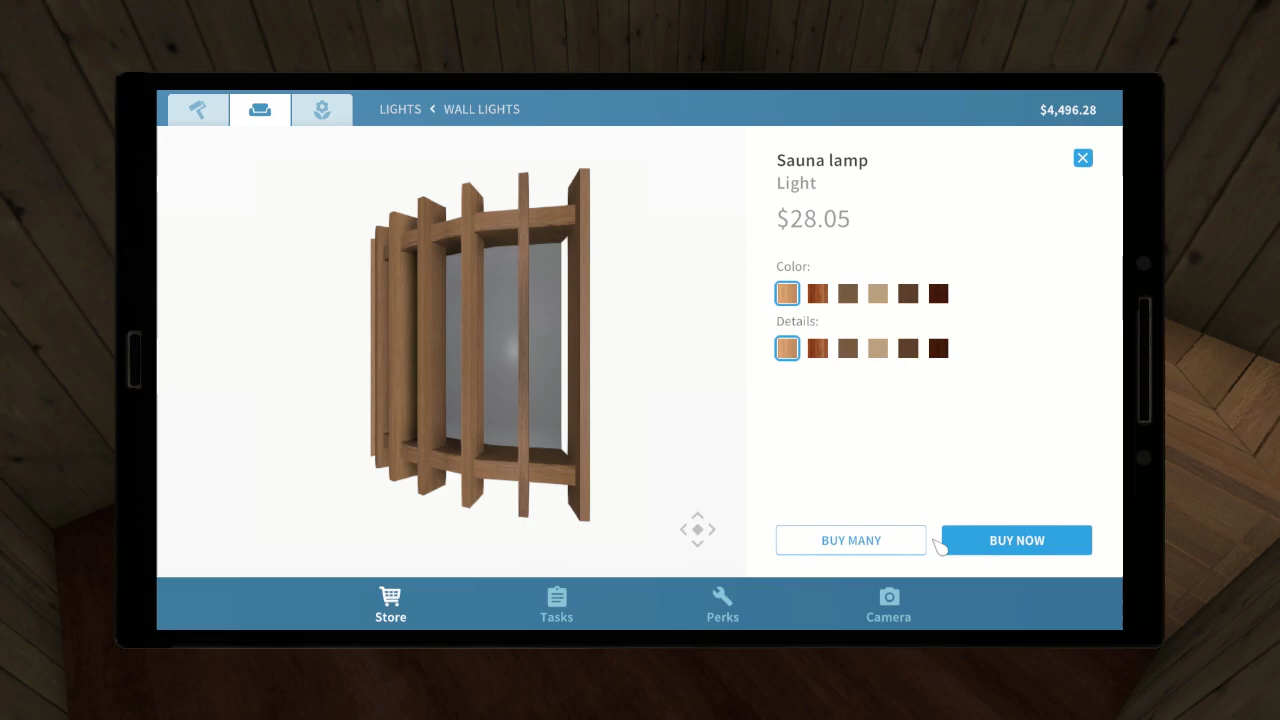 LIGHTS < WALL LIGHTS
$4,496.28
Sauna lamp
Light
$28.05
Color:
Details:
BUY MANY
BUY NOW
Store
Tasks
Perks
Camera